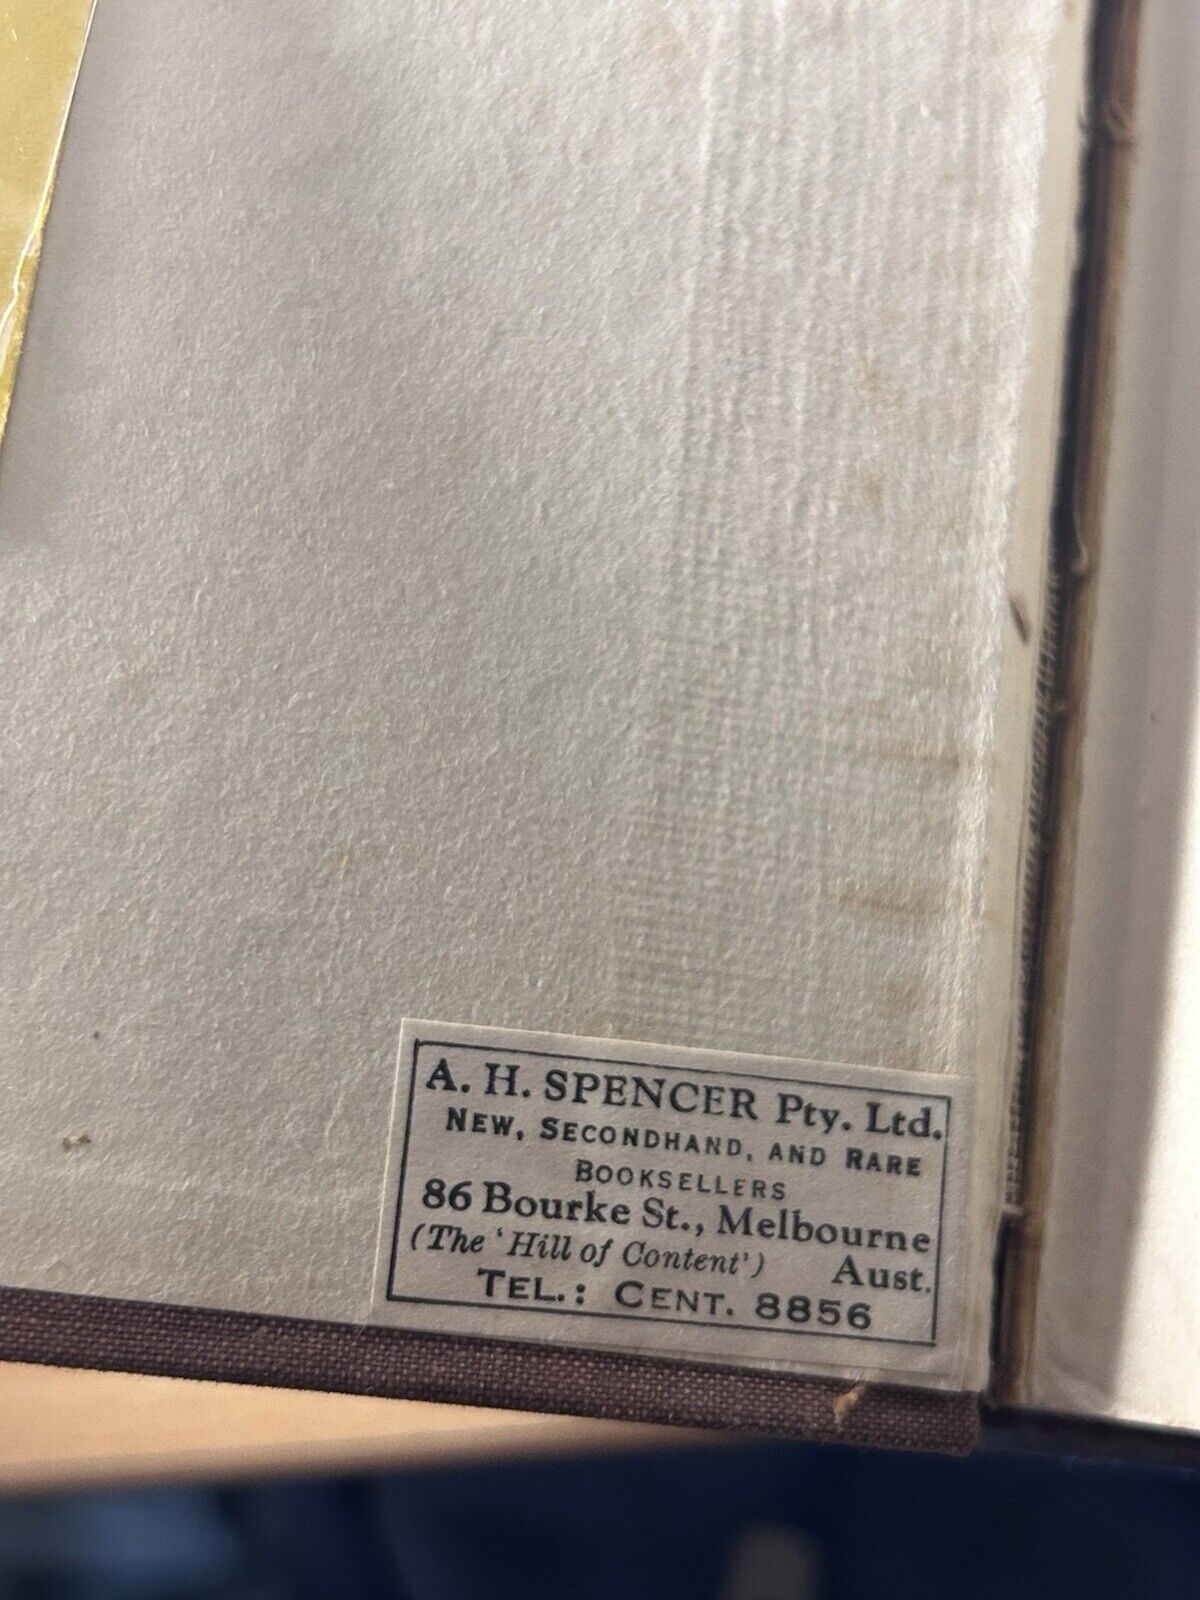 A. H. SPENCER Pty. Ltd.
NEW, SECONDHAND, AND RARE
BOOKSELLERS
86 Bourke St., Melbourne
(The 'Hill of Content') Aust.
TEL.: CENT. 8856